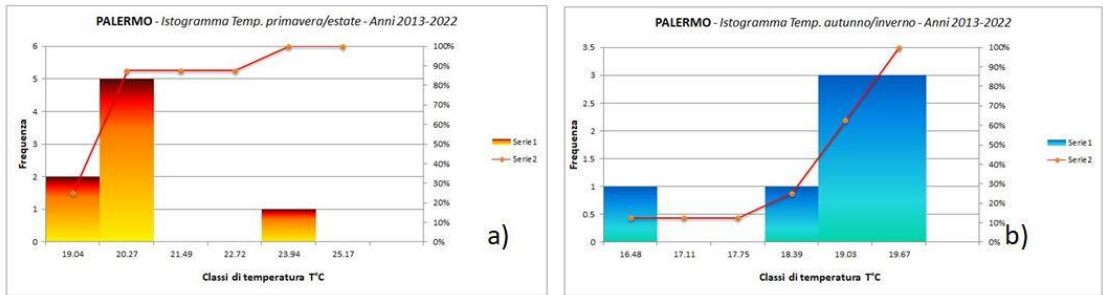 PALERMO - Istogramma Temp. primavera/estate - Anni 2013-2022
6
5
4
3
2
1
0
Frequenza
100%
90%
80%
70%
60%
50%
40%
30%
20%
10%
0%
19.04 20.27 21.49 22.72 23.94 25.17
Classi di temperatura T°C
Serie1
Serie2
a)
PALERMO - Istogramma Temp. autunno/inverno - Anni 2013-2022
3.5
3
2.5
2
1.5
1
0.5
0
Frequenza
100%
90%
80%
70%
60%
50%
40%
30%
20%
10%
0%
16.48 17.11 17.75 18.39 19.03 19.67
Classi di temperatura T°C
Serie1
Serie2
b)